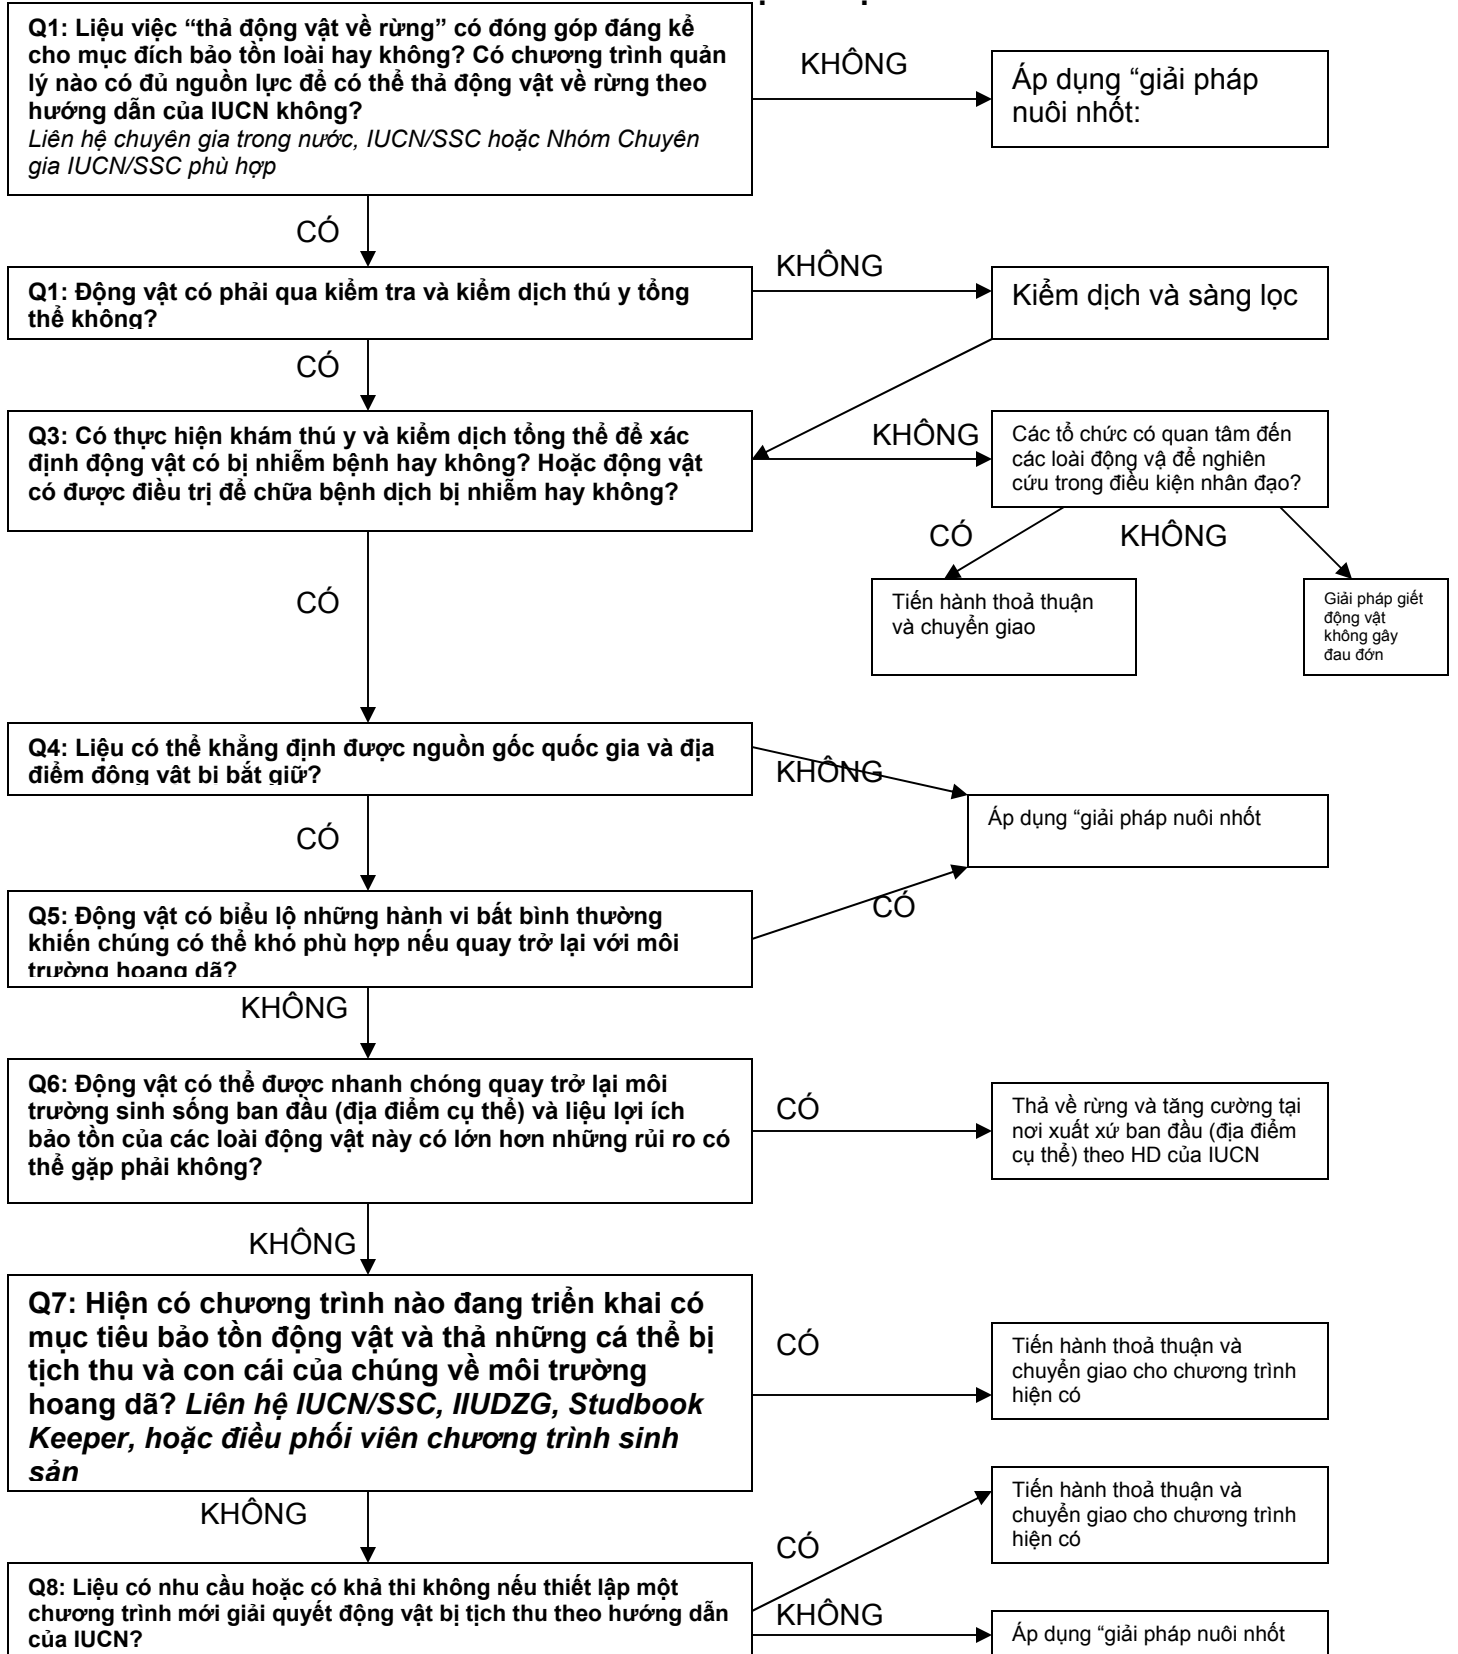 Q1: Liệu việc “thả động vật về rừng” có đóng góp đáng kể
cho mục đích bảo tồn loài hay không? Có chương trình quản
lý nào có đủ nguồn lực để có thể thả động vật về rừng theo
hướng dẫn của IUCN không?
Liên hệ chuyên gia trong nước, IUCN/SSC hoặc Nhóm Chuyên
gia IUCN/SSC phù hợp
KHÔNG
Áp dụng “giải pháp
nuôi nhốt:
CÓ
Q1: Động vật có phải qua kiểm tra và kiểm dịch thú y tổng
thể không?
KHÔNG
Kiểm dịch và sàng lọc
CÓ
Q3: Có thực hiện khám thú y và kiểm dịch tổng thể để xác
định động vật có bị nhiễm bệnh hay không? Hoặc động vật
có được điều trị để chữa bệnh dịch bị nhiễm hay không?
KHÔNG
Các tổ chức có quan tâm đến
các loài động vậ để nghiên
cứu trong điều kiện nhân đạo?
CÓ
KHÔNG
Tiến hành thoả thuận
và chuyển giao
Giải pháp giết
động vật
không gây
đau đớn
CÓ
Q4: Liệu có thể khẳng định được nguồn gốc quốc gia và địa
điểm động vật bị bắt giữ?
KHÔNG
Áp dụng “giải pháp nuôi nhốt
CÓ
Q5: Động vật có biểu lộ những hành vi bất bình thường
khiến chúng có thể khó phù hợp nếu quay trở lại với môi
trường hoang dã?
CÓ
KHÔNG
Q6: Động vật có thể được nhanh chóng quay trở lại môi
trường sinh sống ban đầu (địa điểm cụ thể) và liệu lợi ích
bảo tồn của các loài động vật này có lớn hơn những rủi ro có
thể gặp phải không?
CÓ
Thả về rừng và tăng cường tại
nơi xuất xứ ban đầu (địa điểm
cụ thể) theo HD của IUCN
KHÔNG
Q7: Hiện có chương trình nào đang triển khai có
mục tiêu bảo tồn động vật và thả những cá thể bị
tịch thu và con cái của chúng về môi trường
hoang dã? Liên hệ IUCN/SSC, IIUDZG, Studbook
Keeper, hoặc điều phối viên chương trình sinh
sản
CÓ
Tiến hành thoả thuận và
chuyển giao cho chương trình
hiện có
KHÔNG
Tiến hành thoả thuận và
chuyển giao cho chương trình
hiện có
CÓ
Q8: Liệu có nhu cầu hoặc có khả thi không nếu thiết lập một
chương trình mới giải quyết động vật bị tịch thu theo hướng dẫn
của IUCN?
KHÔNG
Áp dụng “giải pháp nuôi nhốt